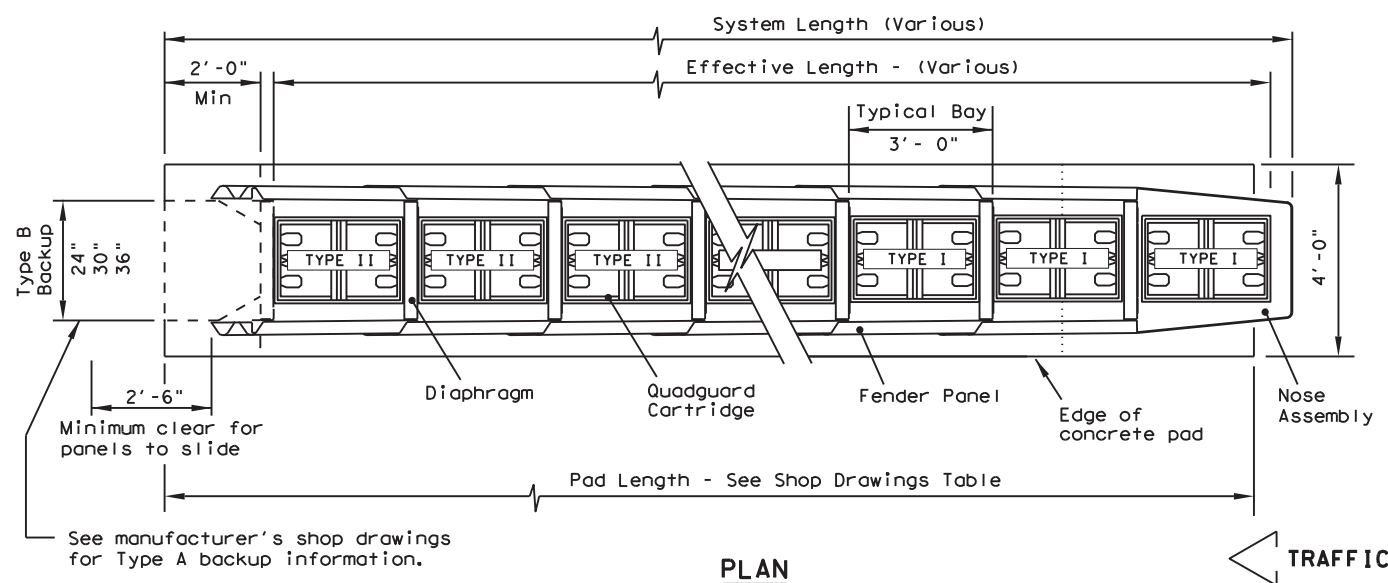 System Length (Various)
2'-0"
Min
Effective Length - (Various)
Typical Bay
3'- 0"
Type B
Backup
24"
30"
36"
TYPE II
TYPE II
TYPE II
TYPE I
TYPE I
TYPE I
4'-0"
2'-6"
Minimum clear for
panels to slide
Diaphragm
Quadguard
Cartridge
Fender Panel
Edge of
concrete pad
Nose
Assembly
Pad Length - See Shop Drawings Table
See manufacturer's shop drawings
for Type A backup information.
PLAN
TRAFFIC